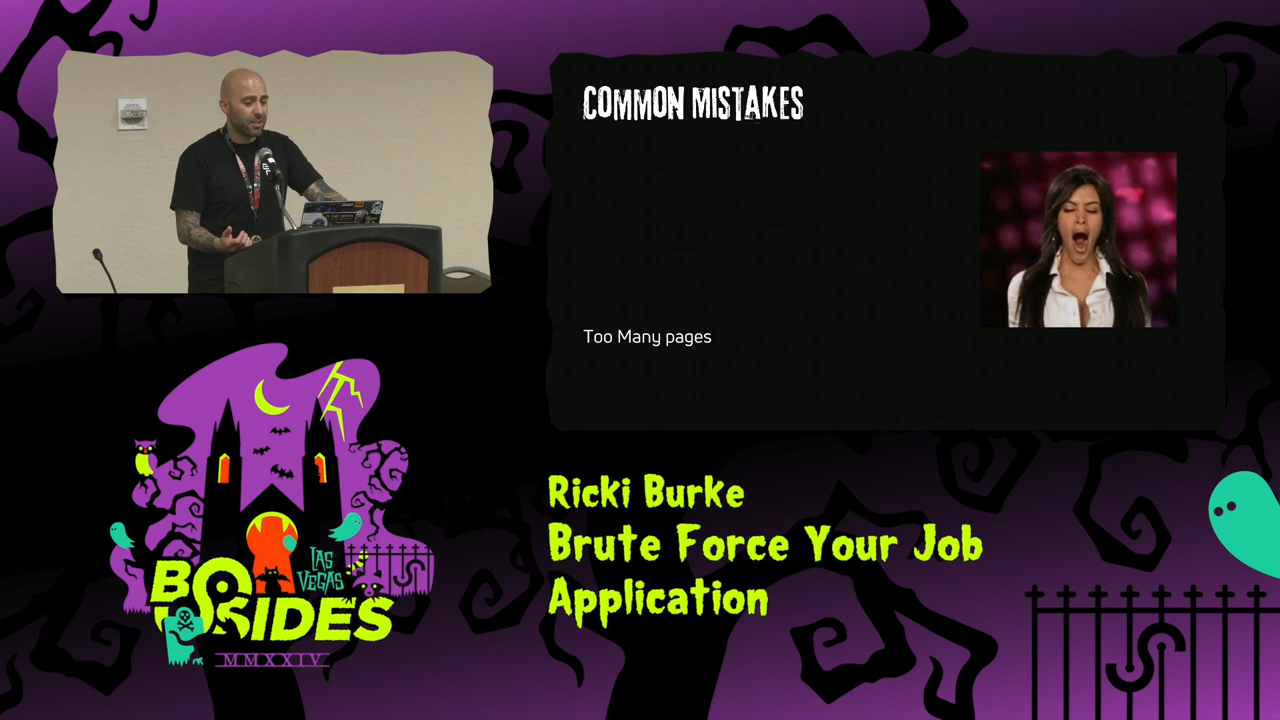 COMMON MISTAKES
Too Many pages
Ricki Burke
Brute Force Your Job
Application
LAS
VEGAS
BSIDES
MMXXIV